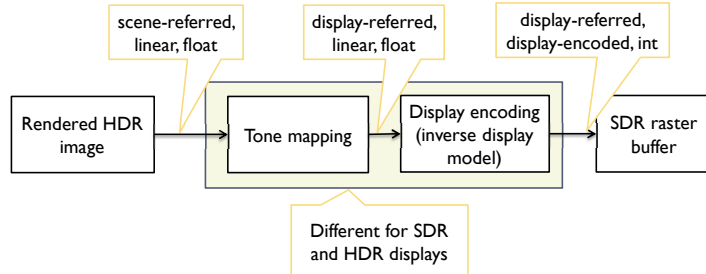 scene-referred,
linear, float
display-referred,
linear, float
display-referred,
display-encoded, int
Rendered HDR
image
Tone mapping
Display encoding
(inverse display
model)
SDR raster
buffer
Different for SDR
and HDR displays